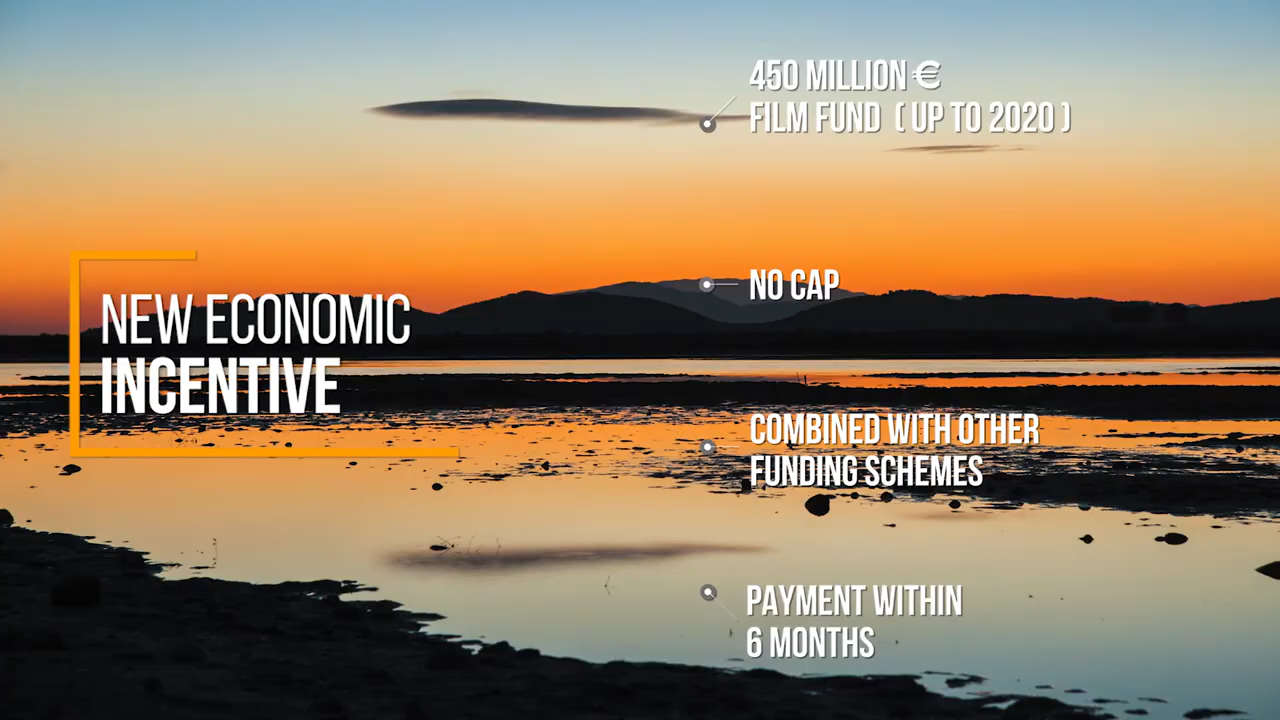 NEW ECONOMIC
INCENTIVE
450 MILLION €
FILM FUND ( UP TO 2020 )
NO CAP
COMBINED WITH OTHER
FUNDING SCHEMES
PAYMENT WITHIN
6 MONTHS